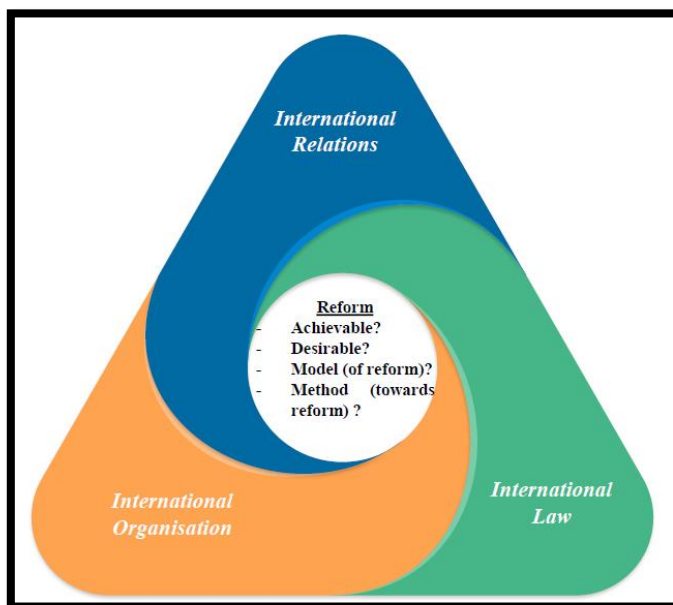 International
Relations
Reform
- Achievable?
- Desirable?
- Model (of reform)?
- Method (towards
reform) ?
International
Organisation
International
Law